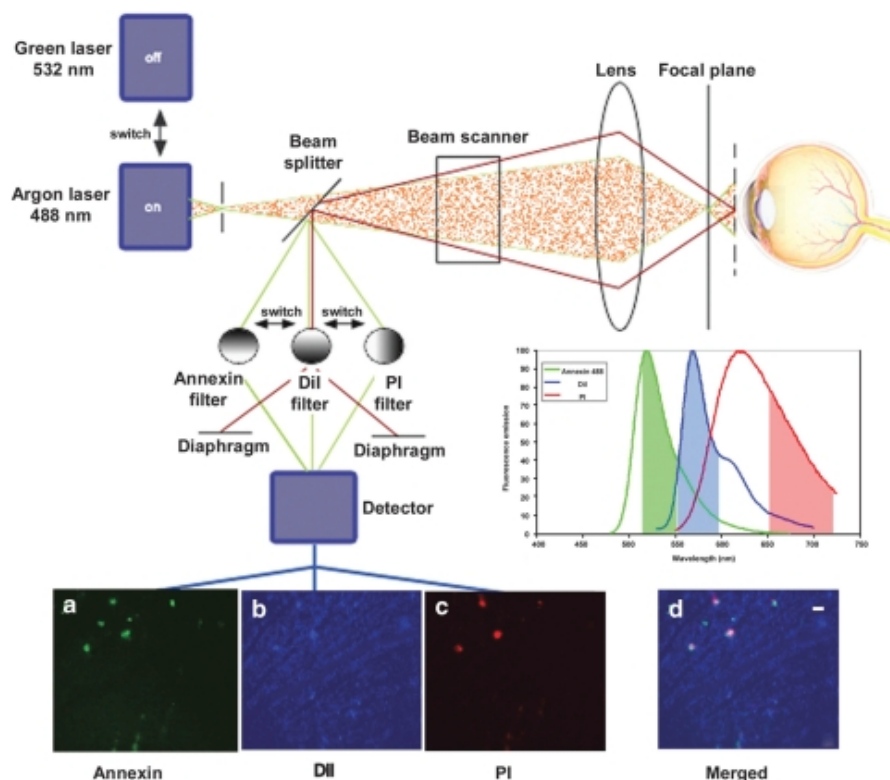 Green laser
532 nm
off
switch
Argon laser
488 nm
on
Beam
splitter
Beam scanner
Lens
Focal plane
switch
switch
Annexin
filter
Dil
filter
PI
filter
Diaphragm
Diaphragm
Detector
Annexin 488
Dil
PI
Fluorescence emission
100
90
80
70
60
50
40
30
20
10
0
400
450
500
550
600
650
700
750
Wavelength (nm)
a
b
c
d
Annexin
DiI
PI
Merged